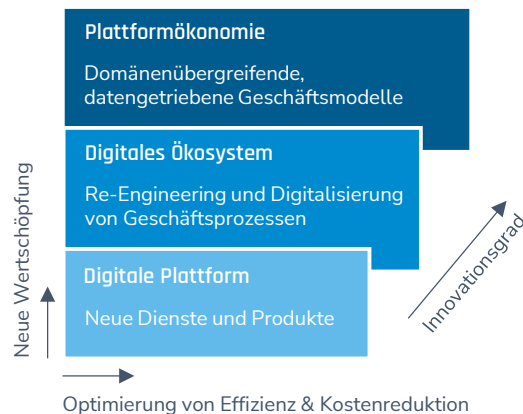 Plattformökonomie
Domänenübergreifende,
datengetriebene Geschäftsmodelle
Digitales Ökosystem
Re-Engineering und Digitalisierung
von Geschäftsprozessen
Digitale Plattform
Neue Dienste und Produkte
Neue Wertschöpfung
Innovationsgrad
Optimierung von Effizienz & Kostenreduktion